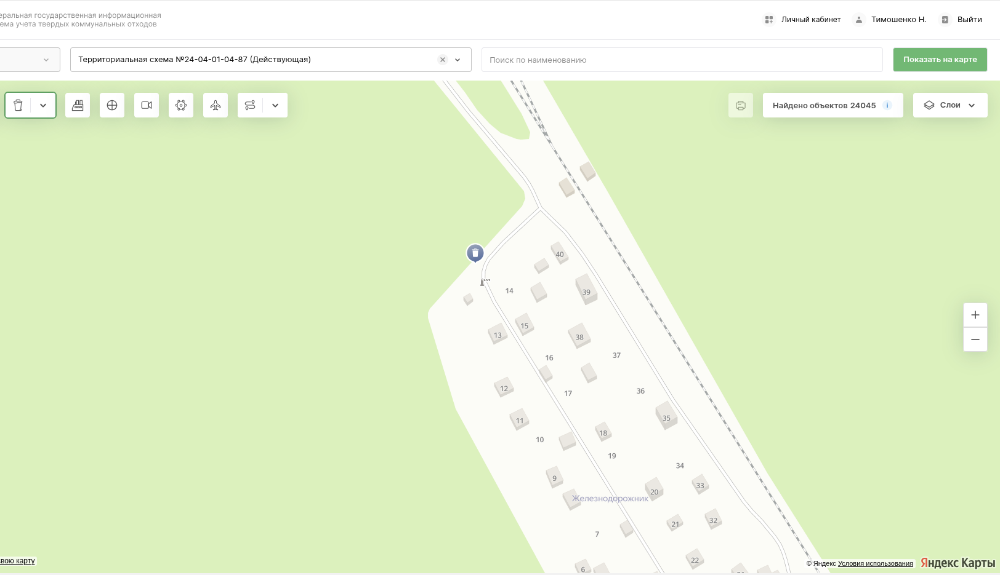 еральная государственная информационная
ема учета твердых коммунальных отходов
Личный кабинет
Тимошенко Н.
Выйти
Территориальная схема №24-04-01-04-87 (Действующая)
Поиск по наименованию
Показать на карте
Найдено объектов 24045
Слои
40
14
39
15
13
38
37
16
12
17
36
11
35
18
10
19
34
9
33
20
Железнодорожник
32
21
7
22
6
свою карту
© Яндекс Условия использования
Яндекс Карты